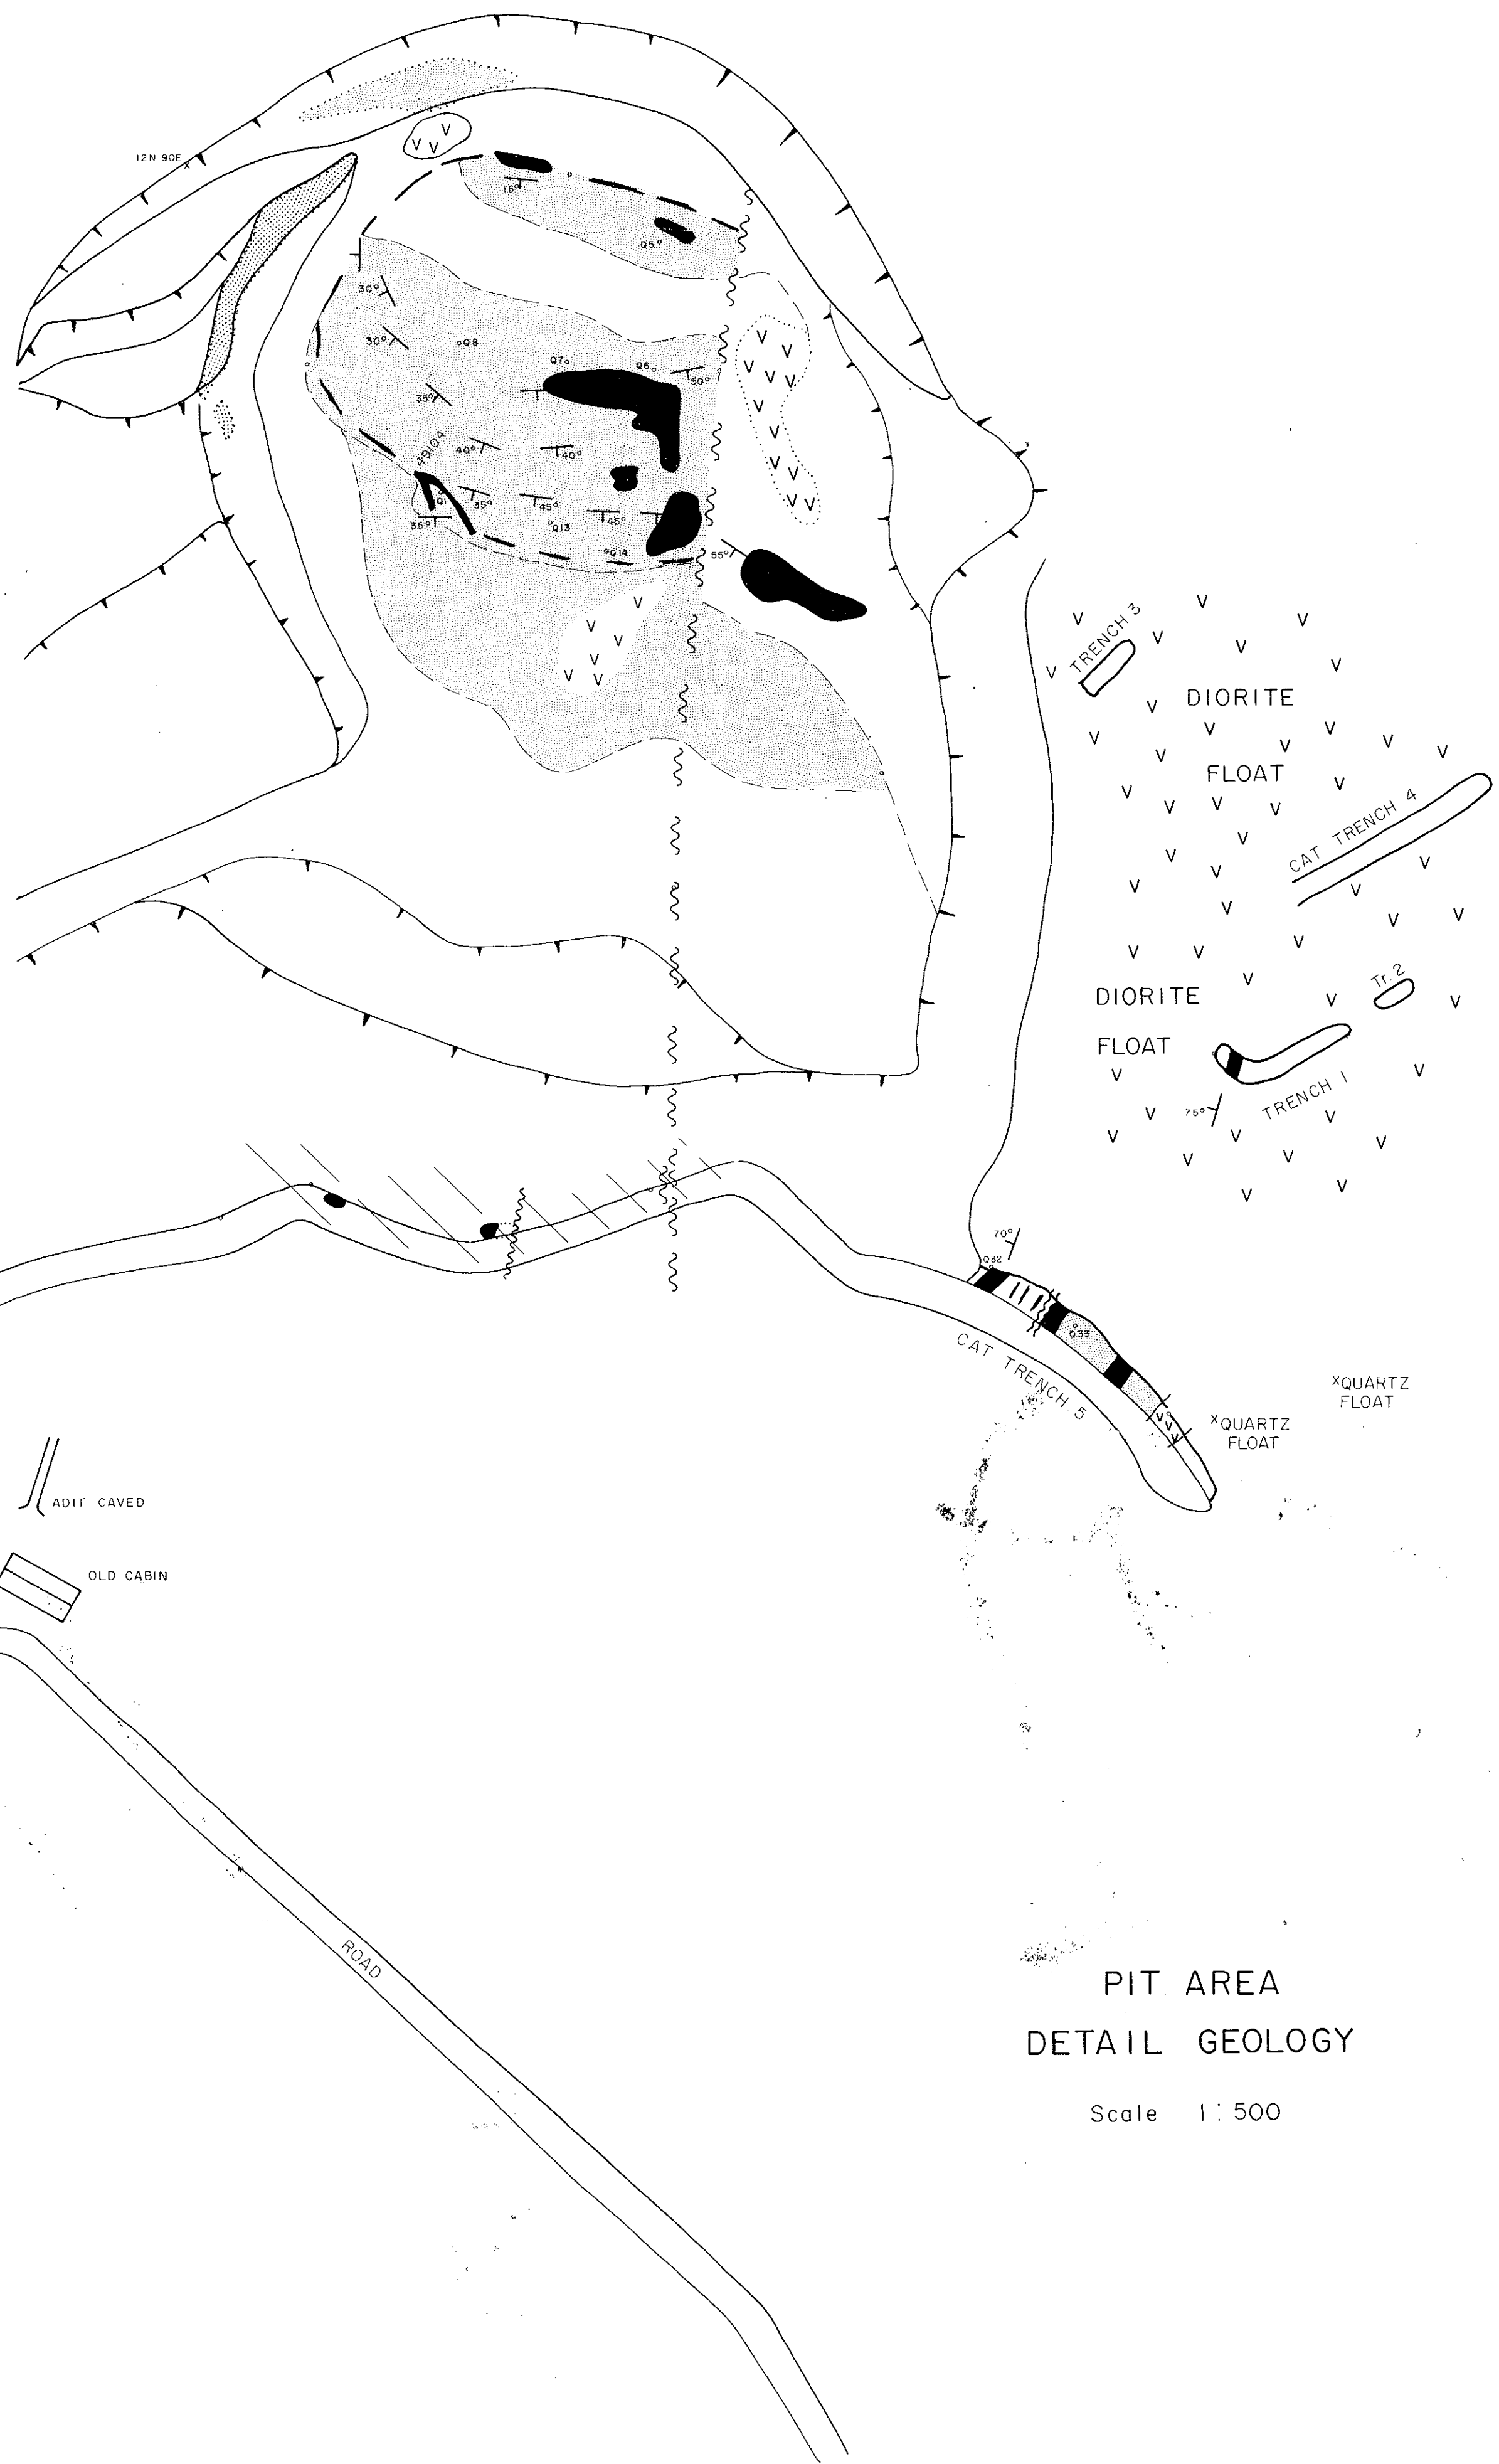 12N 90E
x
V V V
15°
Q5
30°
30°
Q8
Q7
Q6
50°
35°
49104
40°
40°
Q1
35°
45°
45°
35°
Q13
Q14
55°
V V V V V V V V V V V V V
V V V V V V
TRENCH 3
DIORITE
FLOAT
CAT TRENCH 4
Tr. 2
DIORITE
FLOAT
TRENCH 1
75°
70°
Q32
Q33
CAT TRENCH 5
V V V
xQUARTZ
FLOAT
xQUARTZ
FLOAT
ADIT CAVED
OLD CABIN
ROAD
PIT AREA
DETAIL GEOLOGY
Scale 1:500